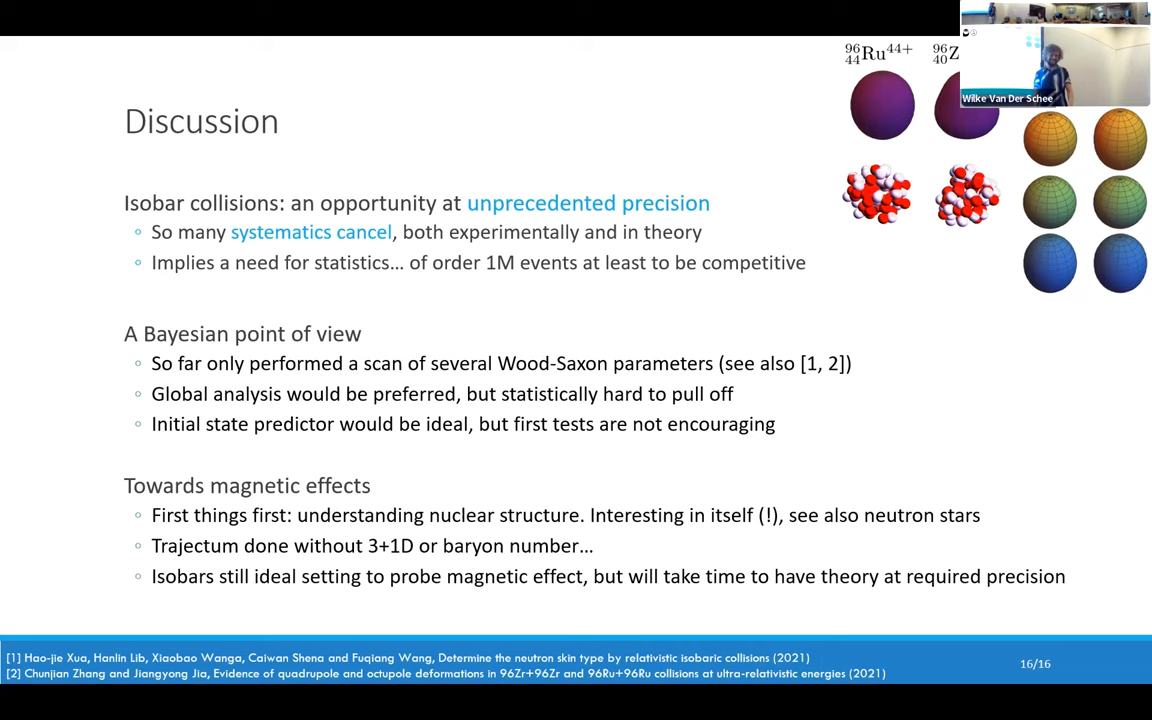 96 44 Ru 44+ 96 40 Z
Wilke Van Der Schee
Discussion
Isobar collisions: an opportunity at unprecedented precision
So many systematics cancel, both experimentally and in theory
Implies a need for statistics… of order 1M events at least to be competitive
A Bayesian point of view
So far only performed a scan of several Wood-Saxon parameters (see also [1, 2])
Global analysis would be preferred, but statistically hard to pull off
Initial state predictor would be ideal, but first tests are not encouraging
Towards magnetic effects
First things first: understanding nuclear structure. Interesting in itself (!), see also neutron stars
Trajectum done without 3+1D or baryon number…
Isobars still ideal setting to probe magnetic effect, but will take time to have theory at required precision
[1] Hao-jie Xua, Hanlin Lib, Xiaobao Wanga, Caiwan Shena and Fuqiang Wang, Determine the neutron skin type by relativistic isobaric collisions (2021)
[2] Chunjian Zhang and Jiangyong Jia, Evidence of quadrupole and octupole deformations in 96Zr+96Zr and 96Ru+96Ru collisions at ultra-relativistic energies (2021)
16/16